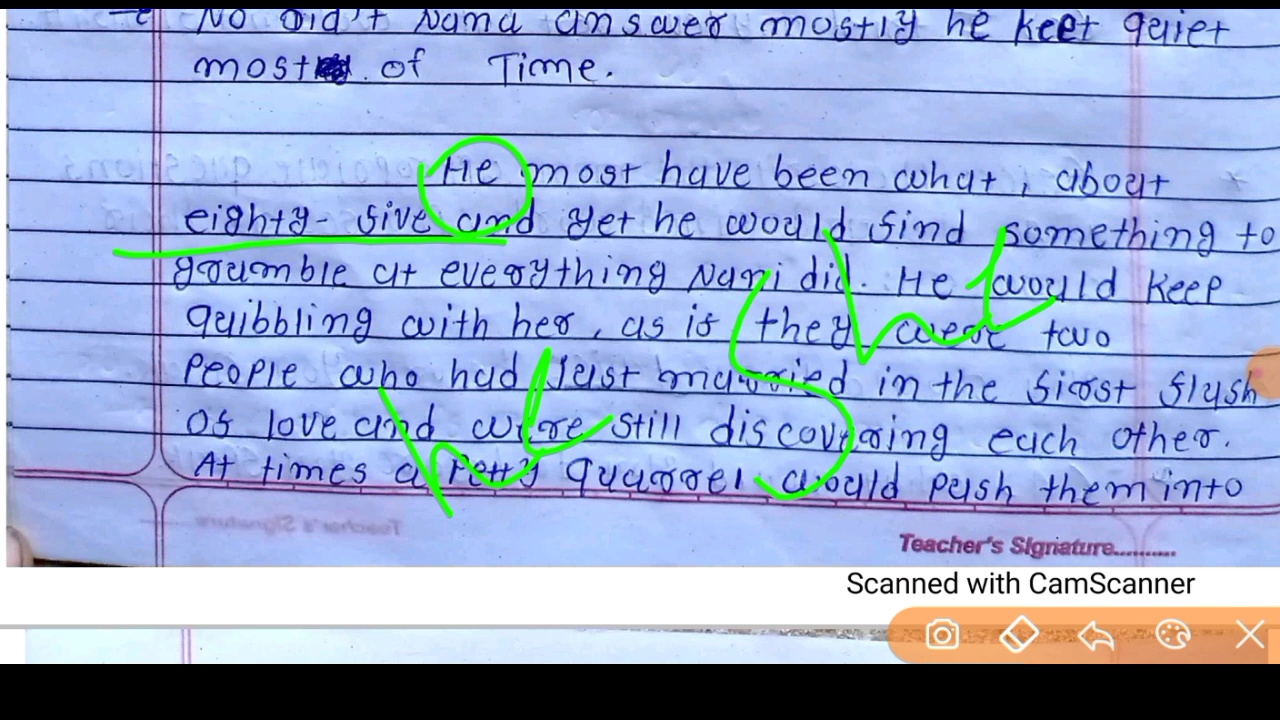 No Did't Nana answer mostly he keet quiet
most of Time.
He most have been what, about
eighty-five and yet he would find something to
grumble at everything Nani did. He would keep
quibbling with her, as if they were two
people who had just married in the first flush
of love and were still discovering each other.
At times a Petty quarrel would push them into
Teacher's Signature..........
Scanned with CamScanner